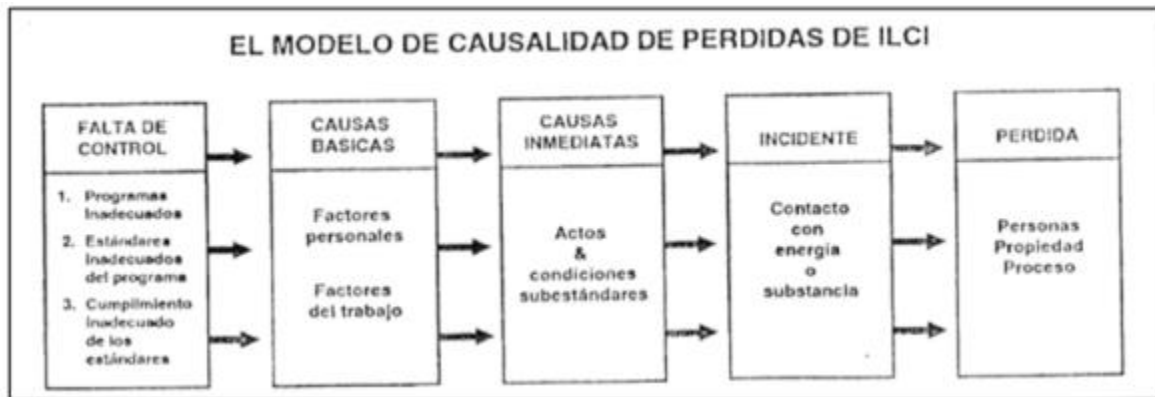 EL MODELO DE CAUSALIDAD DE PERDIDAS DE ILCI
FALTA DE
CONTROL
1. Programas
Inadecuados
2. Estándares
Inadecuados
del programa
3. Cumplimiento
Inadecuado
de los
estándares
CAUSAS
BASICAS
Factores
personales
Factores
del trabajo
CAUSAS
INMEDIATAS
Actos
&
condiciones
subestándares
INCIDENTE
Contacto
con
energía
o
substancia
PERDIDA
Personas
Propiedad
Proceso